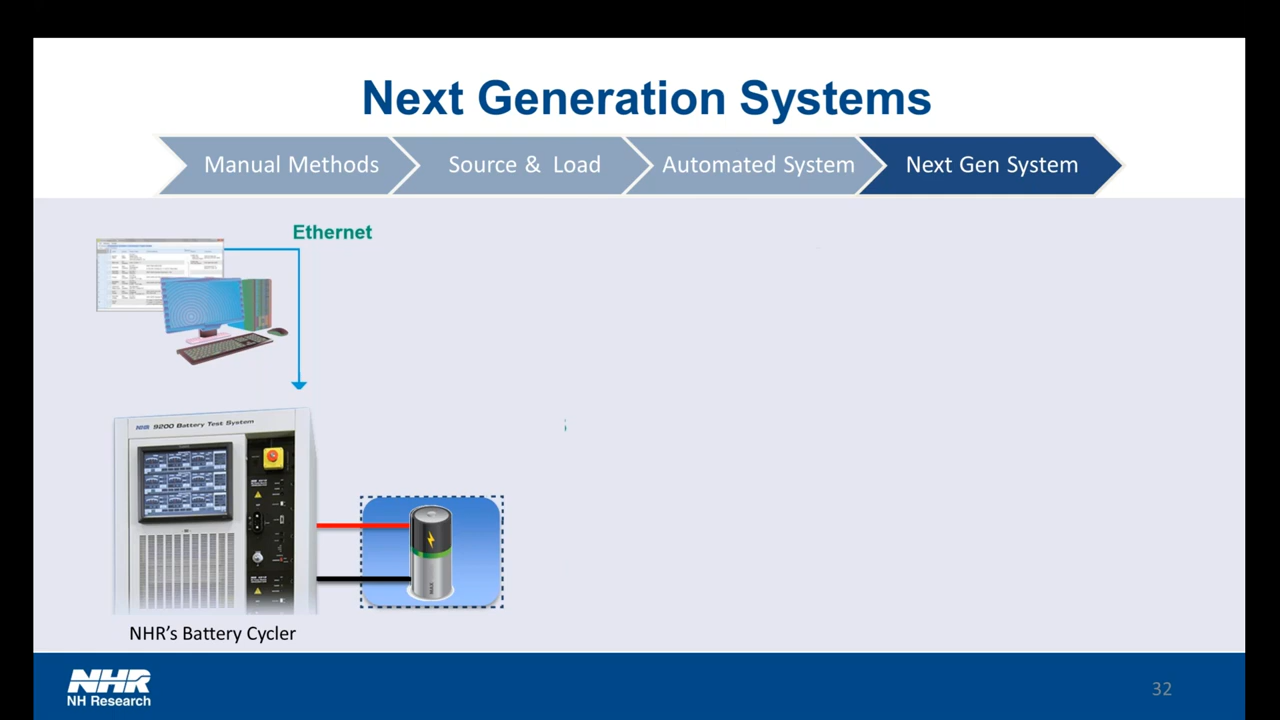 Next Generation Systems
Manual Methods
Source & Load
Automated System
Next Gen System
Ethernet
NHR 9200 Battery Test System
NHR's Battery Cycler
NHR
NH Research
32